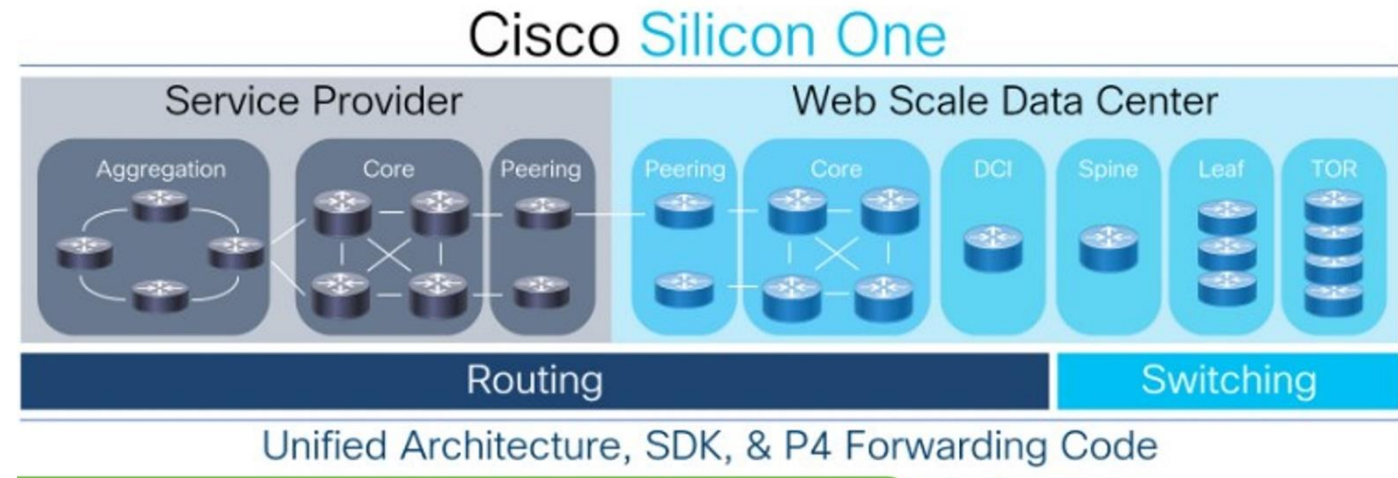 Cisco Silicon One
Service Provider Web Scale Data Center
Aggregation Core Peering Peering Core DCI Spine Leaf TOR
Routing Switching
Unified Architecture, SDK, & P4 Forwarding Code